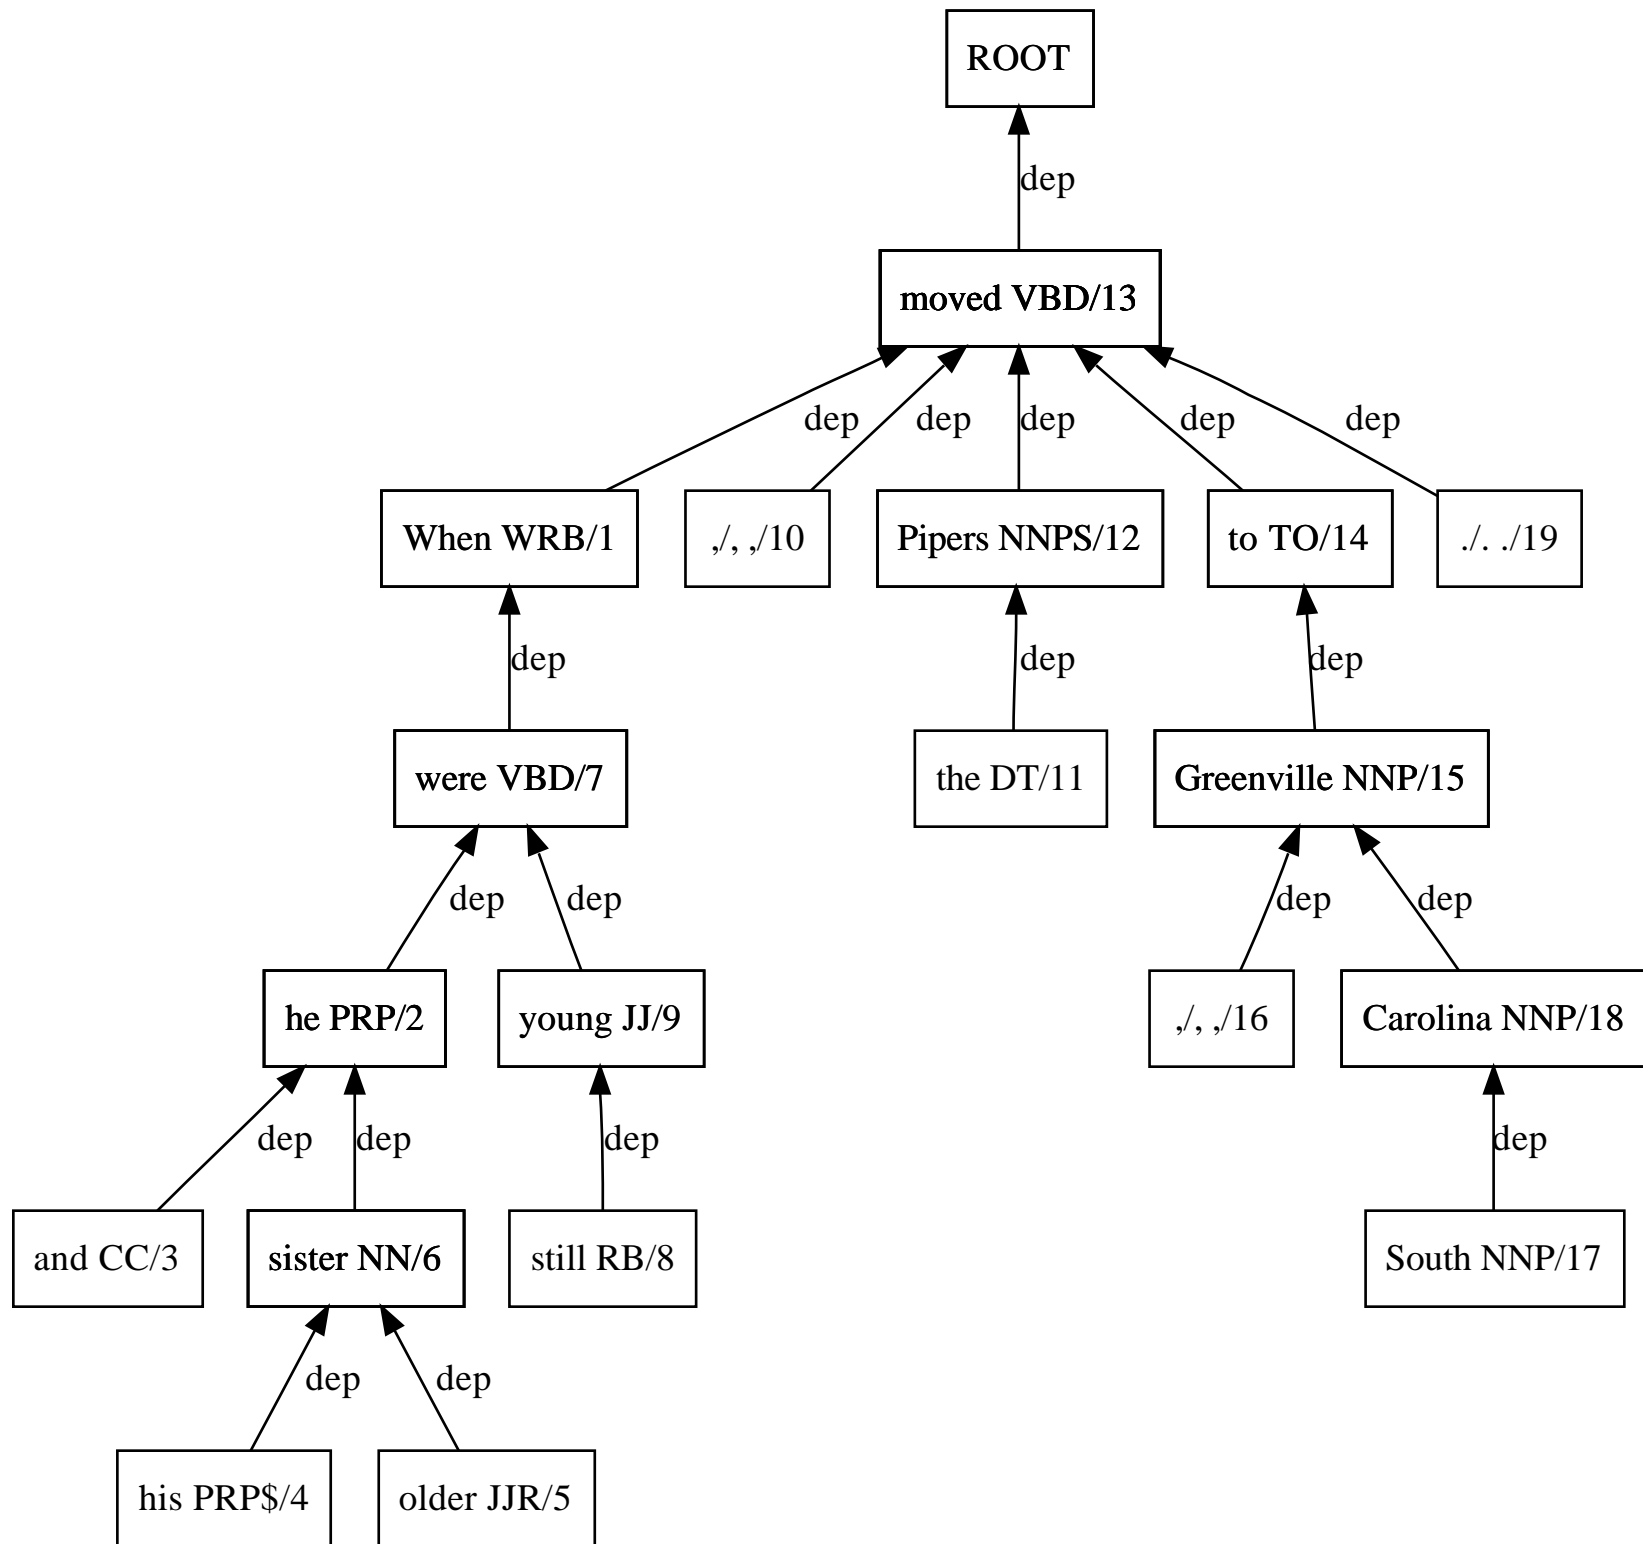 ROOT
dep
moved VBD/13
dep dep dep dep dep
When WRB/1 ,/, ,/10 Pipers NNPS/12 to TO/14 ./. ./19
dep dep dep
were VBD/7 the DT/11 Greenville NNP/15
dep dep dep dep
he PRP/2 young JJ/9 ,/, ,/16 Carolina NNP/18
dep dep dep dep
and CC/3 sister NN/6 still RB/8 South NNP/17
dep dep
his PRP$/4 older JJR/5